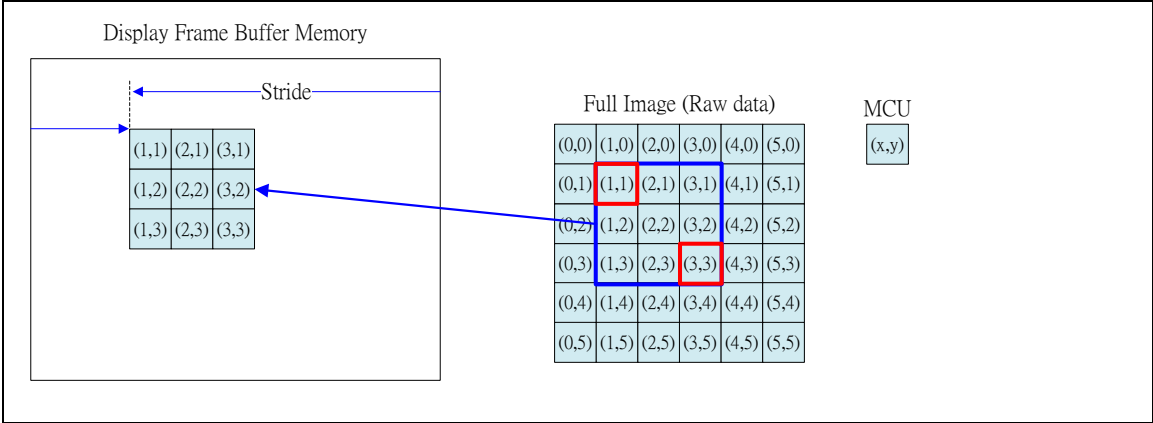 Display Frame Buffer Memory
Stride
(1,1) (2,1) (3,1)
(1,2) (2,2) (3,2)
(1,3) (2,3) (3,3)
Full Image (Raw data)
(0,0) (1,0) (2,0) (3,0) (4,0) (5,0)
(0,1) (1,1) (2,1) (3,1) (4,1) (5,1)
(0,2) (1,2) (2,2) (3,2) (4,2) (5,2)
(0,3) (1,3) (2,3) (3,3) (4,3) (5,3)
(0,4) (1,4) (2,4) (3,4) (4,4) (5,4)
(0,5) (1,5) (2,5) (3,5) (4,5) (5,5)
MCU
(x,y)